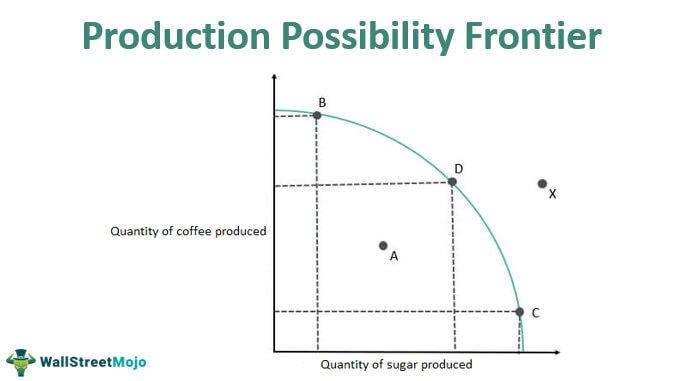 Production Possibility Frontier
B
D
X
Quantity of coffee produced
A
C
Quantity of sugar produced
WallStreetMojo